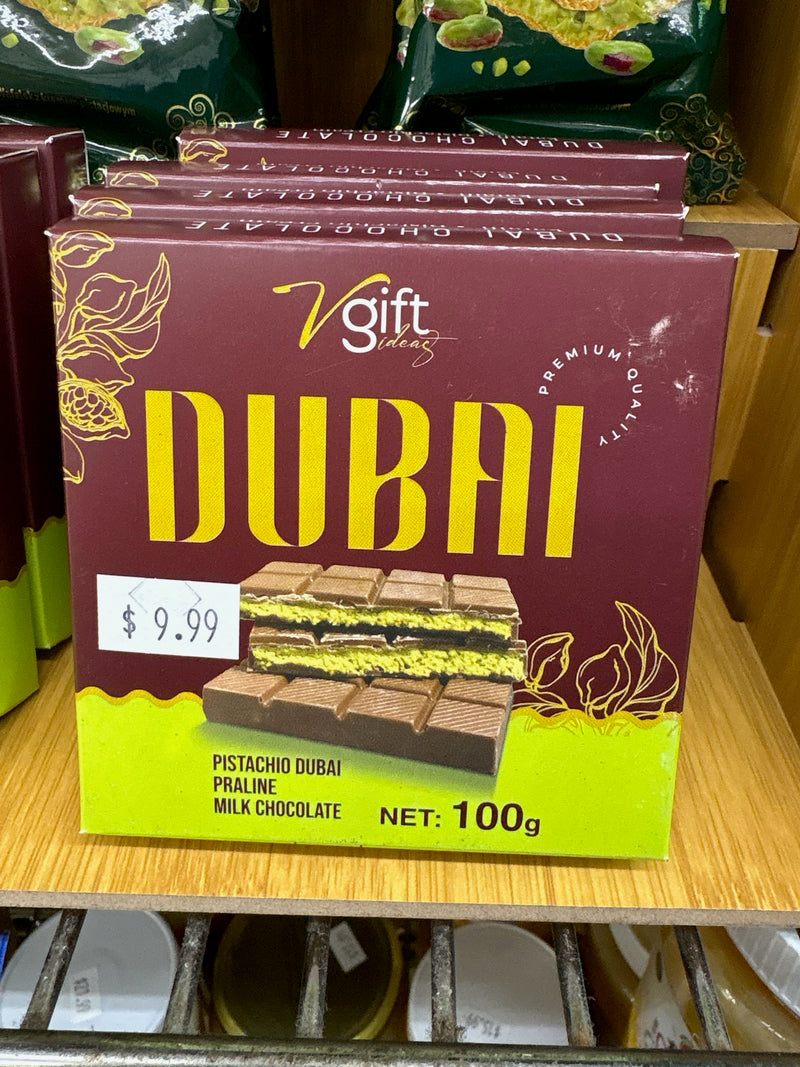 DUBAI CHOCOLATE
DUBAI CHOCOLATE
DUBAI CHOCOLATE
DUBAI CHOCOLATE
Vgift
ideas
PREMIUM QUALITY
DUBAI
$ 9.99
PISTACHIO DUBAI
PRALINE
MILK CHOCOLATE
NET: 100g